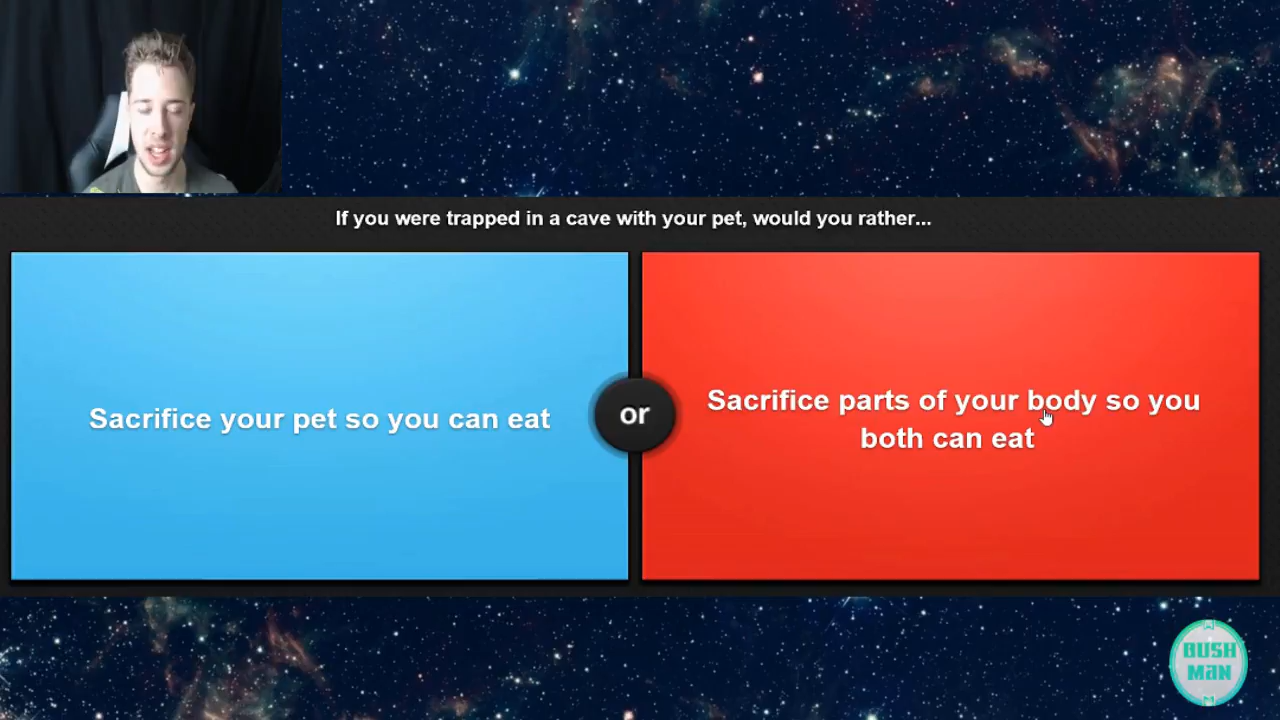 If you were trapped in a cave with your pet, would you rather...
Sacrifice your pet so you can eat
or
Sacrifice parts of your body so you
both can eat
BUSH
MaN